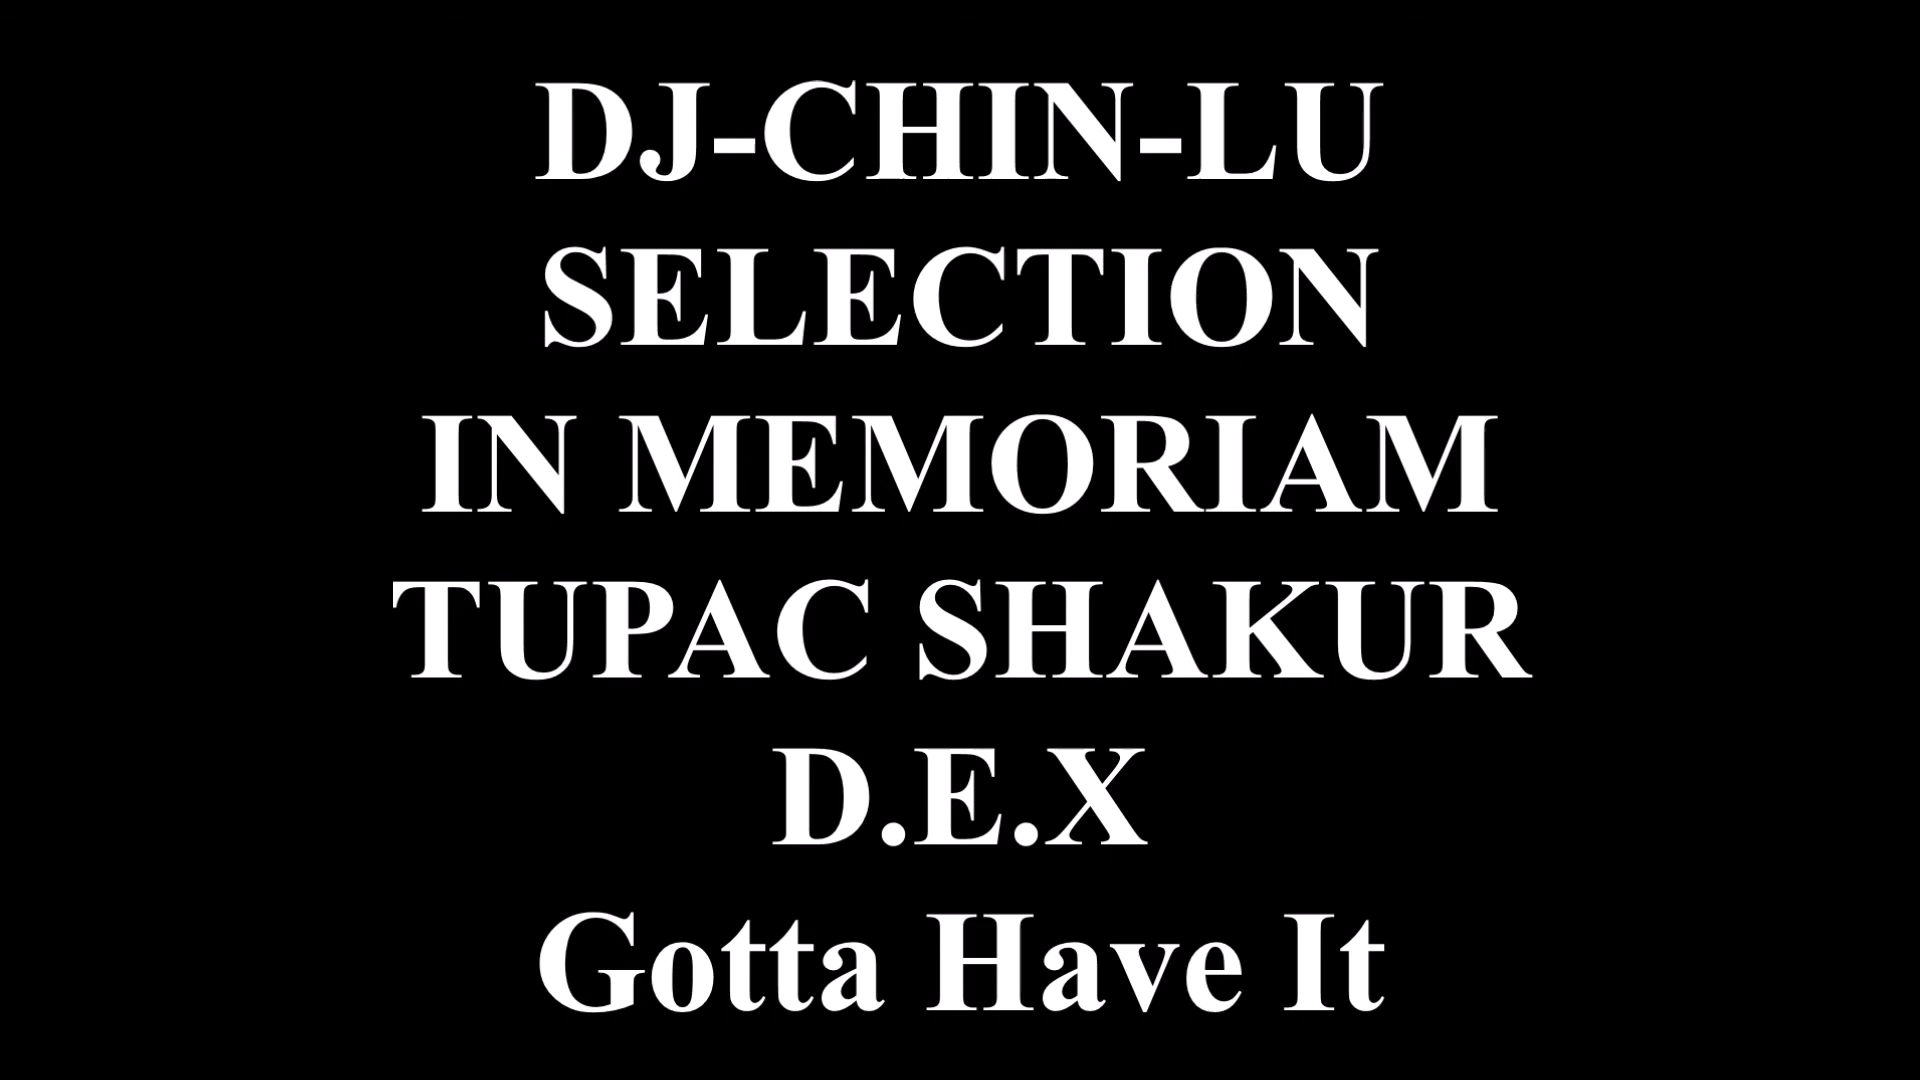 DJ-CHIN-LU
SELECTION
IN MEMORIAM
TUPAC SHAKUR
D.E.X
Gotta Have It